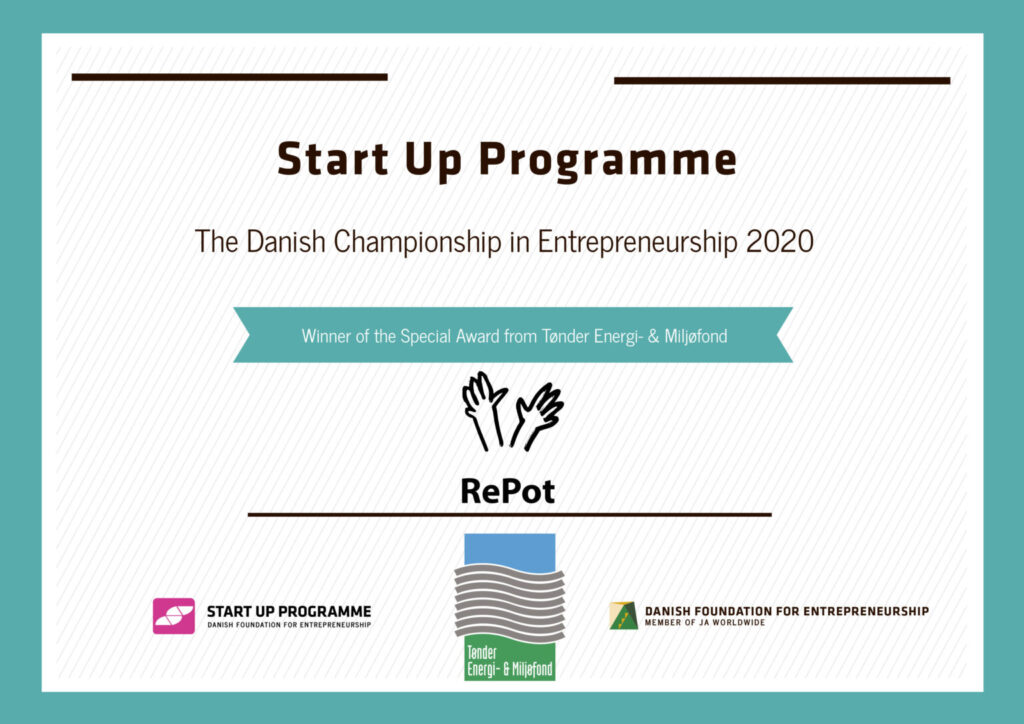 Start Up Programme
The Danish Championship in Entrepreneurship 2020
Winner of the Special Award from Tønder Energi- & Miljøfond
RePot
START UP PROGRAMME
DANISH FOUNDATION FOR ENTREPRENEURSHIP
Tønder
Energi- & Miljøfond
DANISH FOUNDATION FOR ENTREPRENEURSHIP
MEMBER OF JA WORLDWIDE